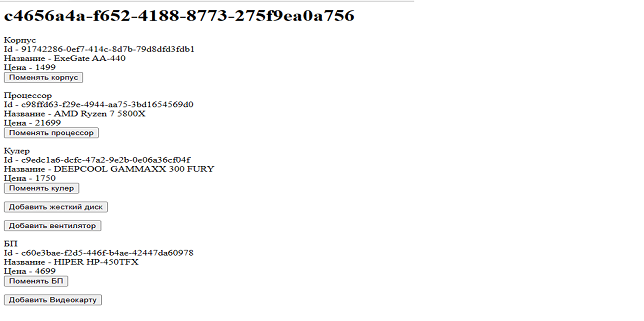 c4656a4a-f652-4188-8773-275f9ea0a756
Корпус
Id - 91742286-0ef7-414c-8d7b-79d8dfd3fdb1
Название - ExeGate AA-440
Цена - 1499
Поменять корпус
Процессор
Id - c98ffd63-f29e-4944-aa75-3bd1654569d0
Название - AMD Ryzen 7 5800X
Цена - 21699
Поменять процессор
Кулер
Id - c9edc1a6-dcfc-47a2-9e2b-0e06a36cf04f
Название - DEEPCOOL GAMMAXX 300 FURY
Цена - 1750
Поменять кулер
Добавить жесткий диск
Добавить вентилятор
БП
Id - c60e3bae-f2d5-446f-b4ae-42447da60978
Название - HIPER HP-450TFX
Цена - 4699
Поменять БП
Добавить Видеокарту